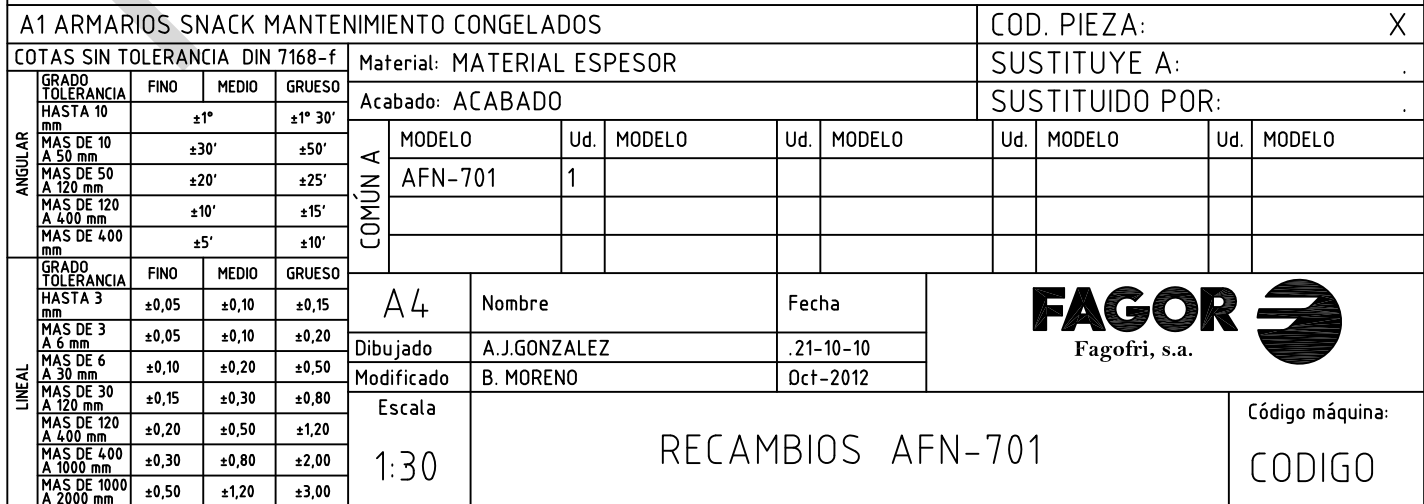 A1 ARMARIOS SNACK MANTENIMIENTO CONGELADOS
COD. PIEZA: X
COTAS SIN TOLERANCIA DIN 7168-f
Material: MATERIAL ESPESOR
SUSTITUYE A: .
Acabado: ACABADO
SUSTITUIDO POR: .
ANGULAR
GRADO TOLERANCIA FINO MEDIO GRUESO
HASTA 10 mm ±1° ±1° 30'
MAS DE 10 A 50 mm ±30' ±50'
MAS DE 50 A 120 mm ±20' ±25'
MAS DE 120 A 400 mm ±10' ±15'
MAS DE 400 mm ±5' ±10'
LINEAL
GRADO TOLERANCIA FINO MEDIO GRUESO
HASTA 3 mm ±0,05 ±0,10 ±0,15
MAS DE 3 A 6 mm ±0,05 ±0,10 ±0,20
MAS DE 6 A 30 mm ±0,10 ±0,20 ±0,50
MAS DE 30 A 120 mm ±0,15 ±0,30 ±0,80
MAS DE 120 A 400 mm ±0,20 ±0,50 ±1,20
MAS DE 400 A 1000 mm ±0,30 ±0,80 ±2,00
MAS DE 1000 A 2000 mm ±0,50 ±1,20 ±3,00
COMÚN A
MODELO Ud. MODELO Ud. MODELO Ud. MODELO Ud. MODELO
AFN-701 1
A4 Nombre Fecha
Dibujado A.J.GONZALEZ .21-10-10
Modificado B. MORENO Oct-2012
FAGOR
Fagofri, s.a.
Escala
1:30
RECAMBIOS AFN-701
Código máquina:
CODIGO